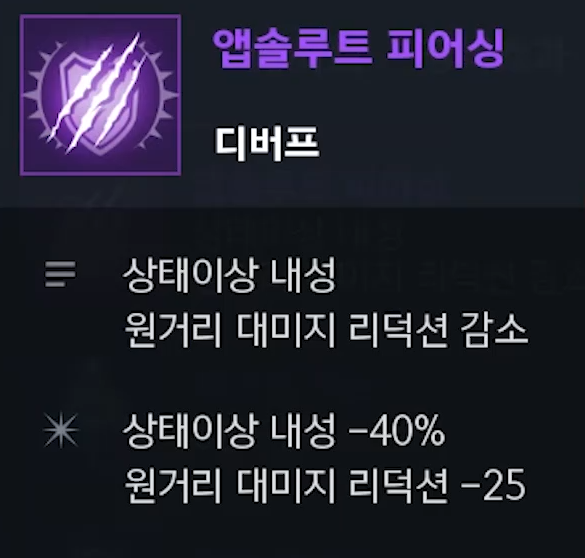 앱솔루트 피어싱
디버프
상태이상 내성
원거리 대미지 리덕션 감소
상태이상 내성 -40%
원거리 대미지 리덕션 -25